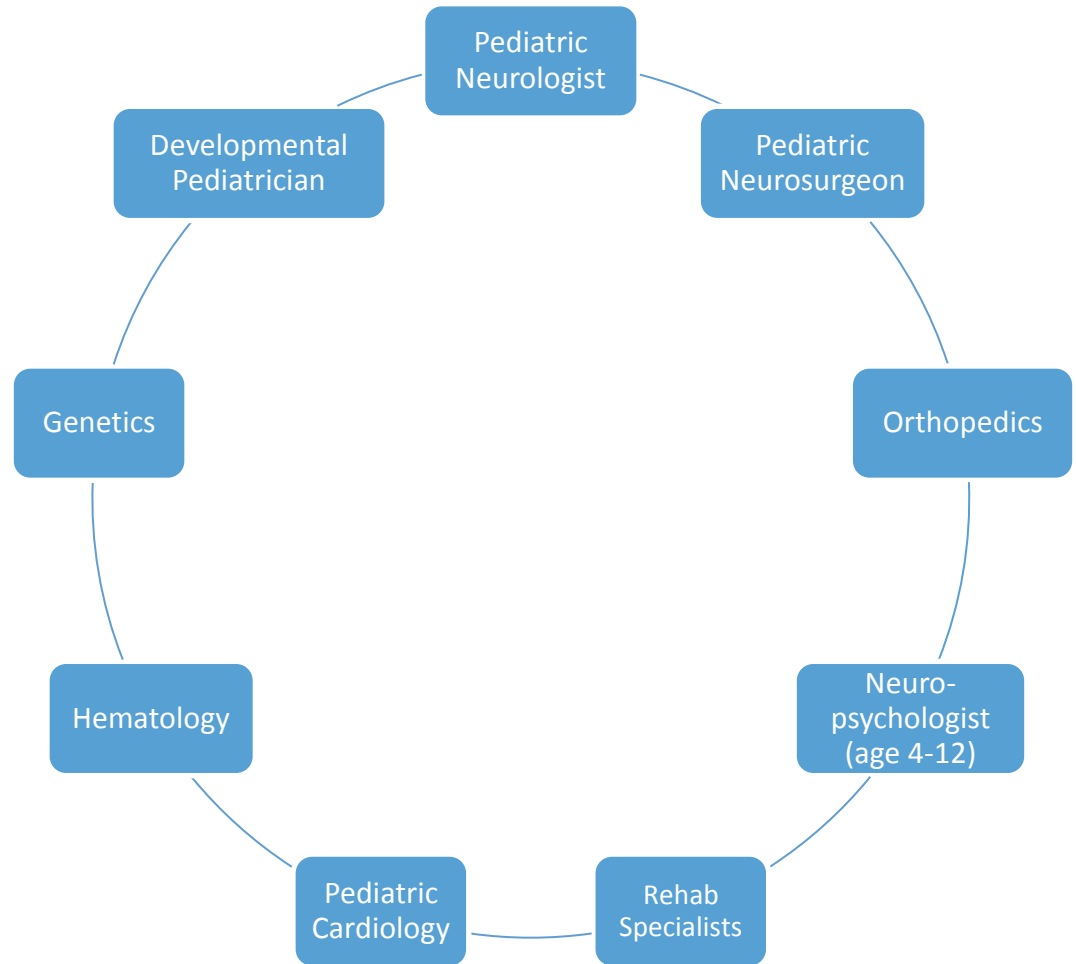 Pediatric
Neurologist
Pediatric
Neurosurgeon
Orthopedics
Neuro-
psychologist
(age 4-12)
Rehab
Specialists
Pediatric
Cardiology
Hematology
Genetics
Developmental
Pediatrician